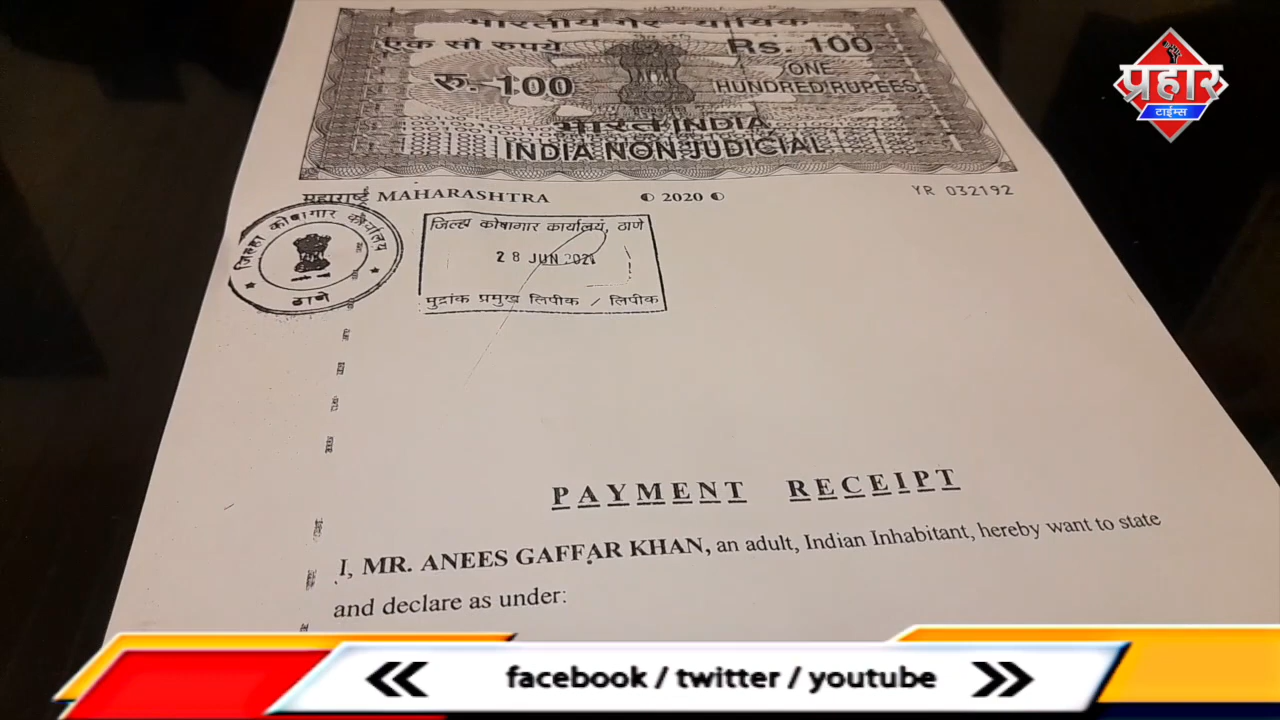 भारतीय गैर न्यायिक
एक सौ रुपये
Rs. 100
रु. 100
ONE
HUNDRED RUPEES
भारत INDIA
INDIA NON JUDICIAL
महाराष्ट्र MAHARASHTRA
2020
YR 032192
जिल्हा कोषागार कार्यालय
ठाणे
जिल्हा कोषागार कार्यालय, ठाणे
28 JUN 2021
मुद्रांक प्रमुख लिपीक / लिपीक
PAYMENT RECEIPT
I, MR. ANEES GAFFAR KHAN, an adult, Indian Inhabitant, hereby want to state
and declare as under:
प्रहार
टाईम्स
facebook / twitter / youtube